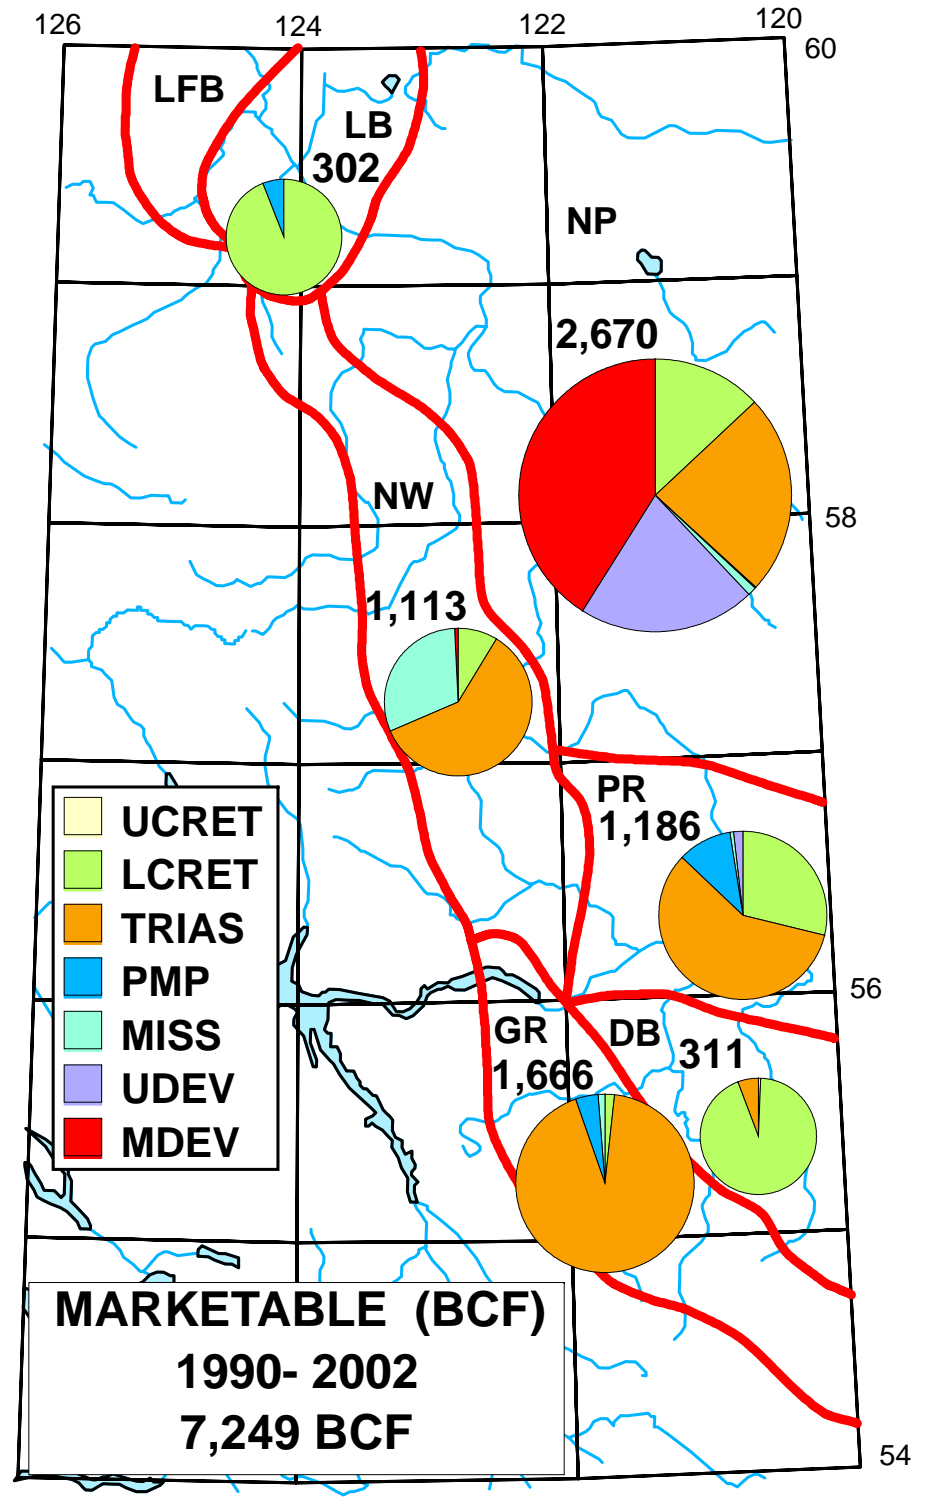 126 124 122 120
60
LFB
LB
302
NP
2,670
NW
58
1,113
PR
1,186
UCRET
LCRET
TRIAS
PMP
MISS
UDEV
MDEV
56
GR
1,666
DB
311
MARKETABLE (BCF)
1990- 2002
7,249 BCF
54